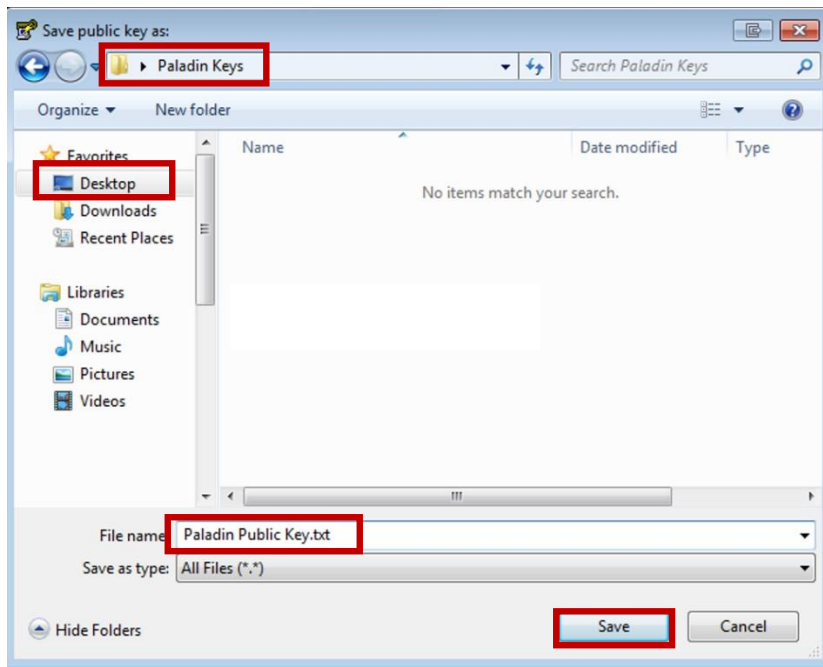 Save public key as:
Paladin Keys
Search Paladin Keys
Organize
New folder
Name
Date modified
Type
Favorites
Desktop
Downloads
Recent Places
Libraries
Documents
Music
Pictures
Videos
No items match your search.
File name
Paladin Public Key.txt
Save as type:
All Files (*.*)
Hide Folders
Save
Cancel